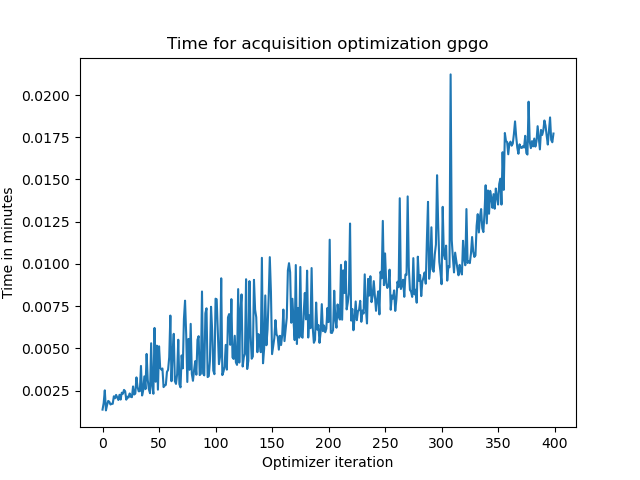 Time for acquisition optimization gpgo
0.0200
0.0175
0.0150
0.0125
0.0100
0.0075
0.0050
0.0025
Time in minutes
0 50 100 150 200 250 300 350 400
Optimizer iteration